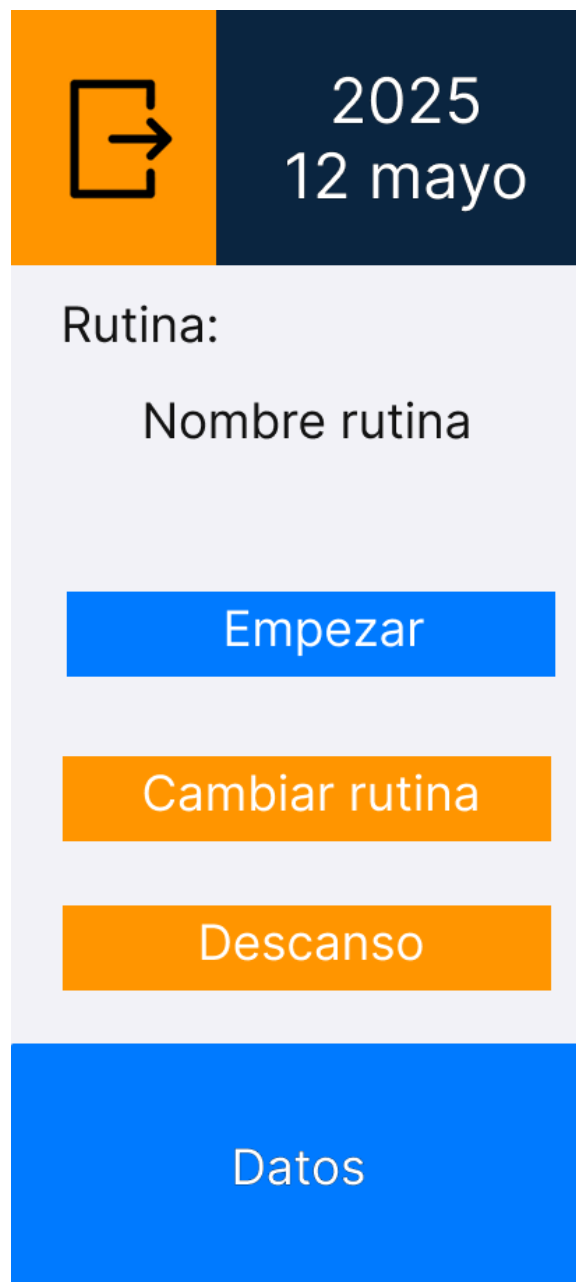 2025
12 mayo
Rutina:
Nombre rutina
Empezar
Cambiar rutina
Descanso
Datos